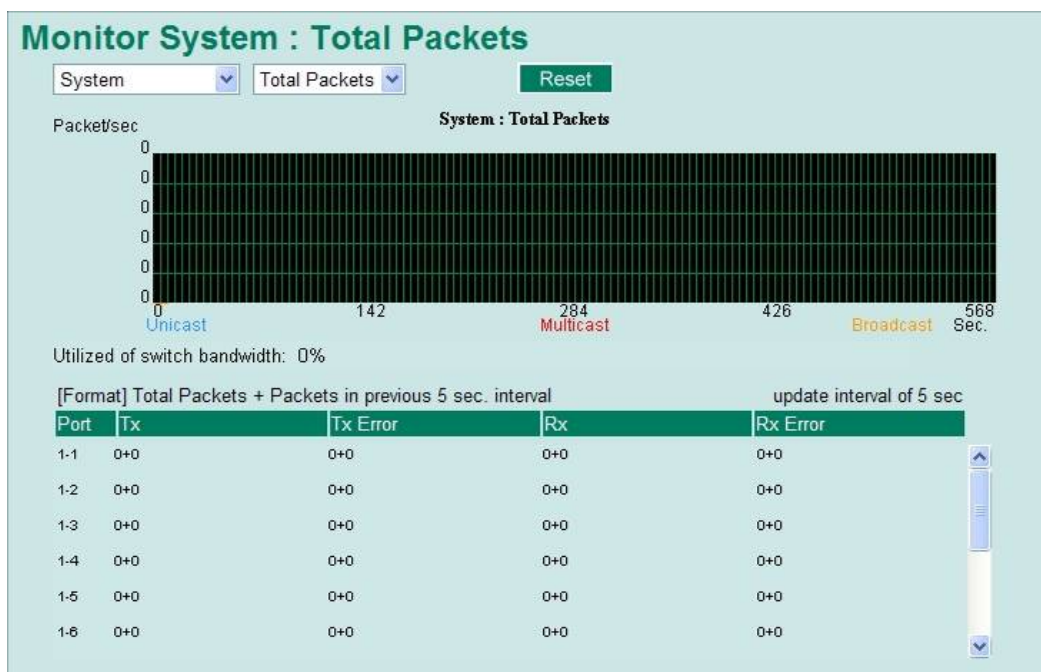 Monitor System : Total Packets
System Total Packets Reset
Packet/sec System : Total Packets
0
0
0
0
0
0
0 142 284 426 568
Unicast Multicast Broadcast Sec.
Utilized of switch bandwidth: 0%
[Format] Total Packets + Packets in previous 5 sec. interval update interval of 5 sec
Port Tx Tx Error Rx Rx Error
1-1 0+0 0+0 0+0 0+0
1-2 0+0 0+0 0+0 0+0
1-3 0+0 0+0 0+0 0+0
1-4 0+0 0+0 0+0 0+0
1-5 0+0 0+0 0+0 0+0
1-6 0+0 0+0 0+0 0+0